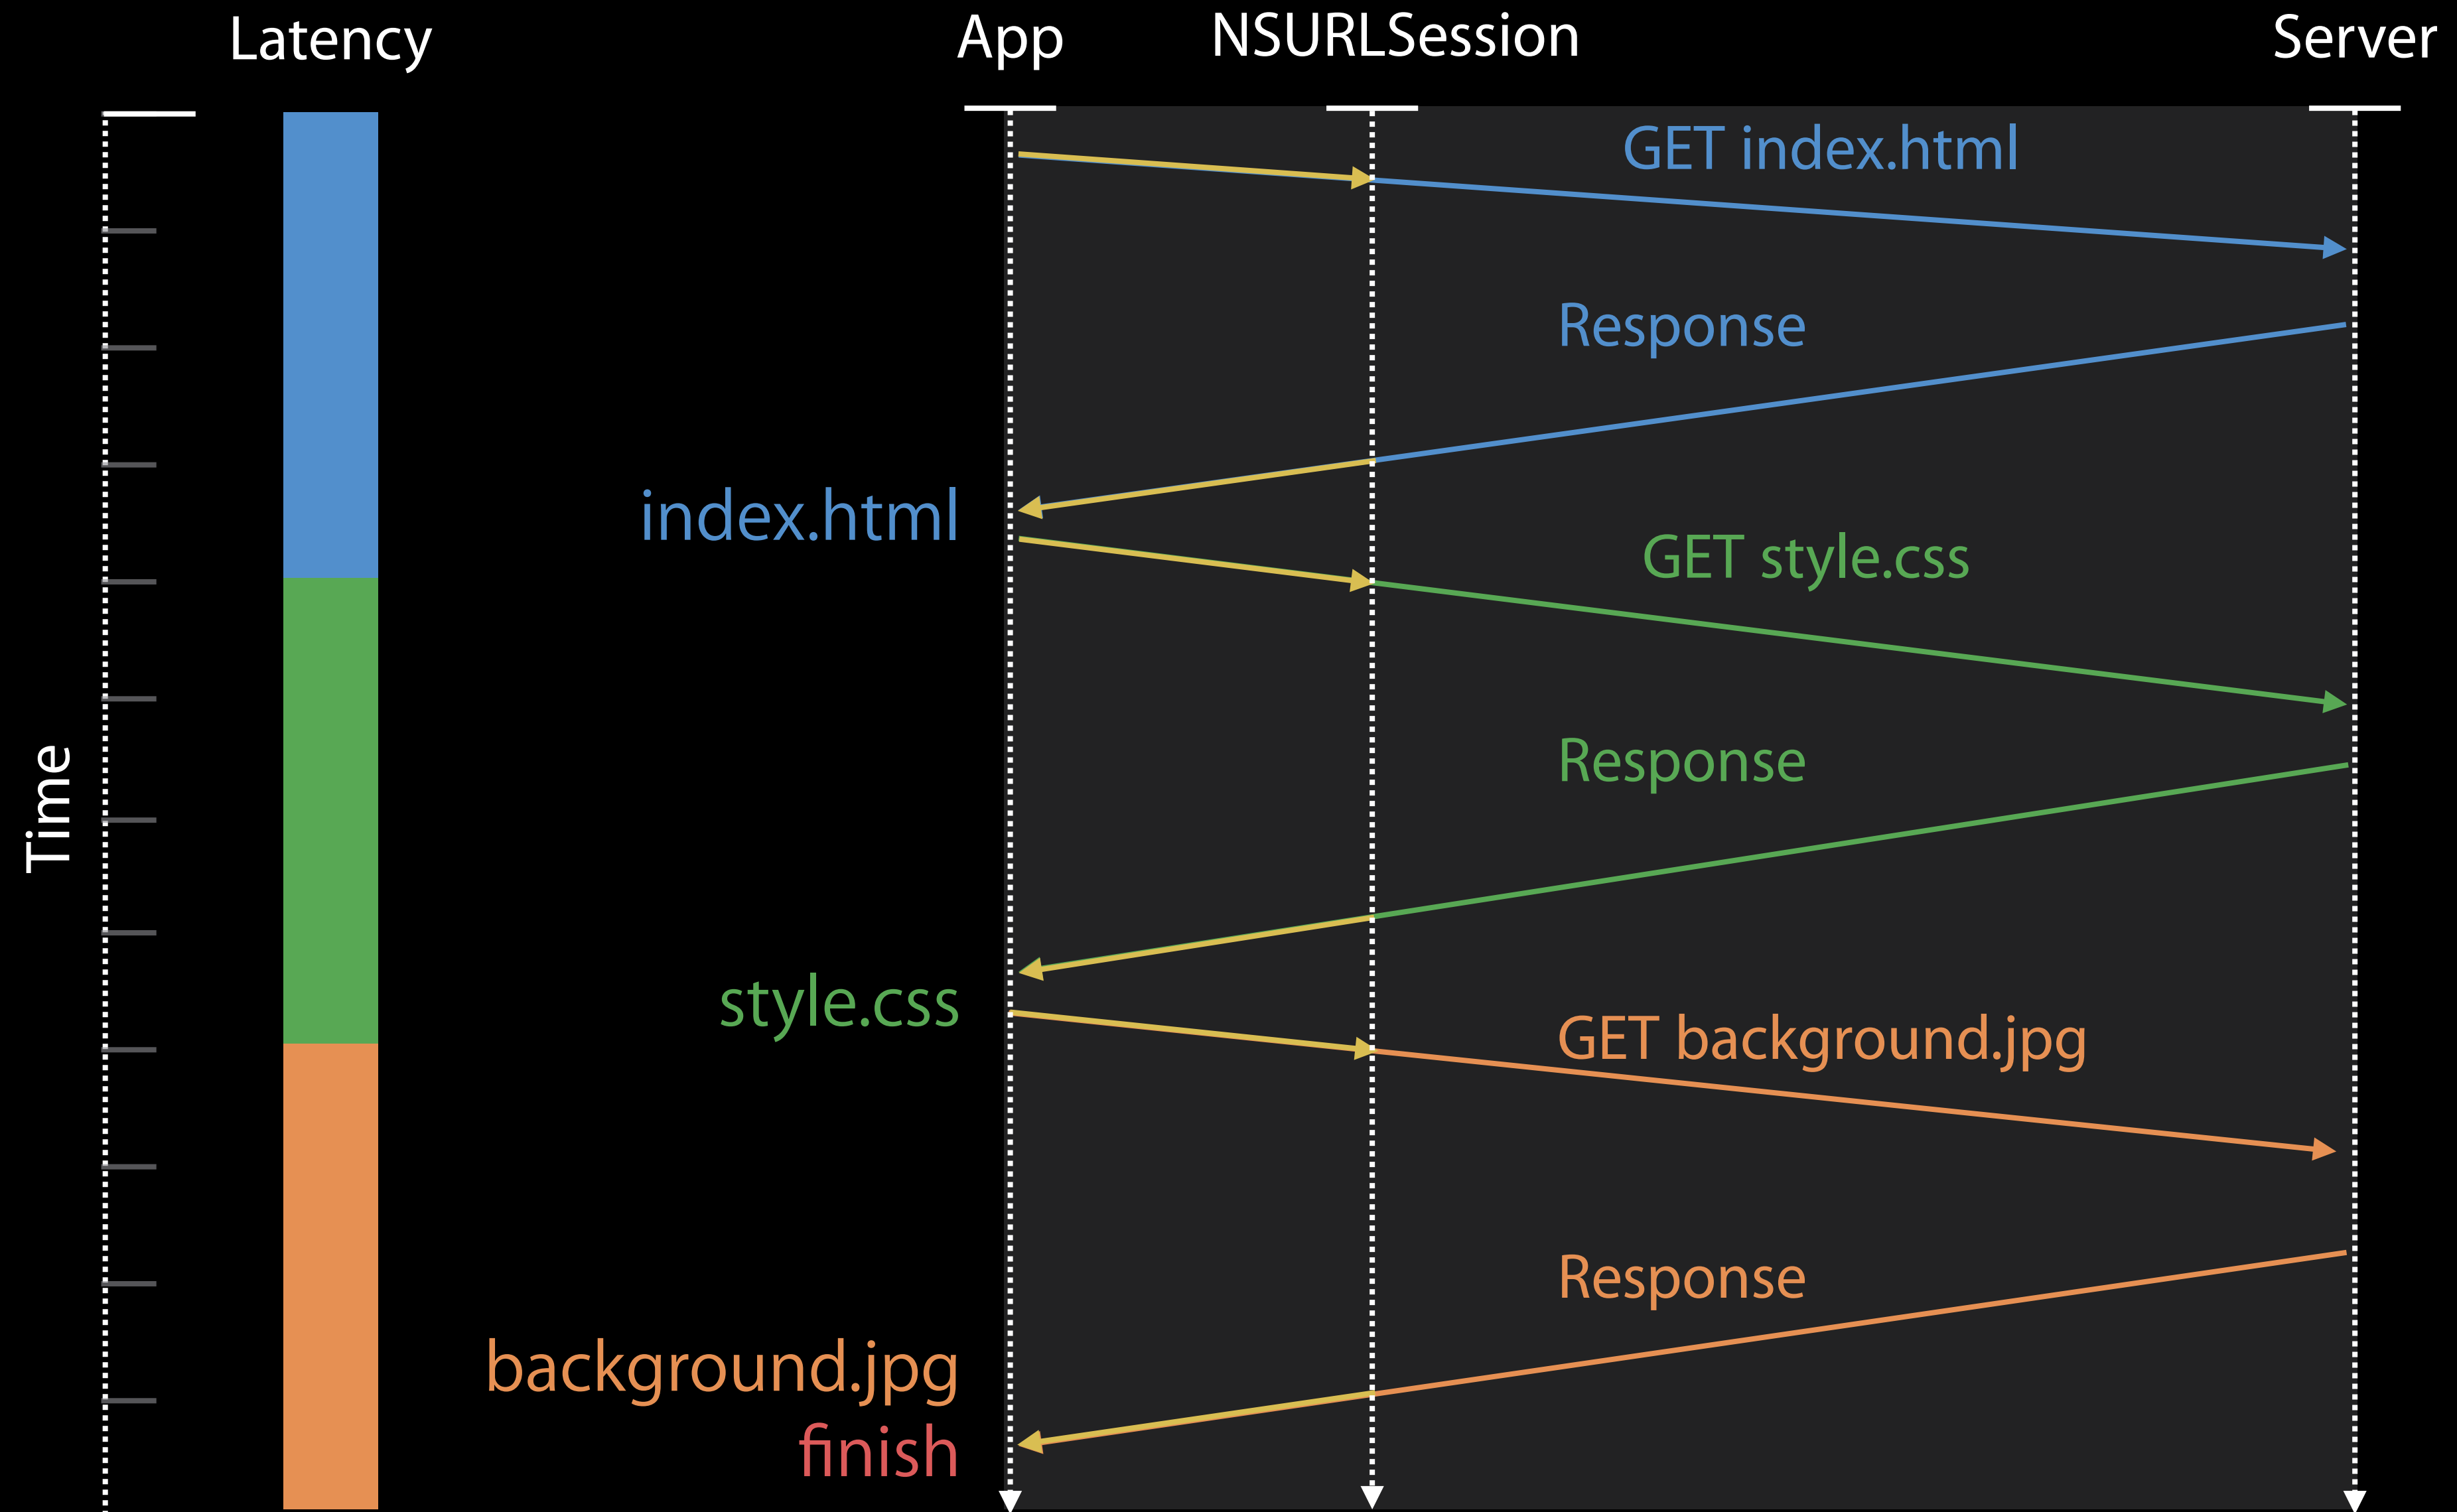 Latency
App
NSURLSession
Server
GET index.html
Response
index.html
GET style.css
Response
Time
style.css
GET background.jpg
Response
background.jpg
finish